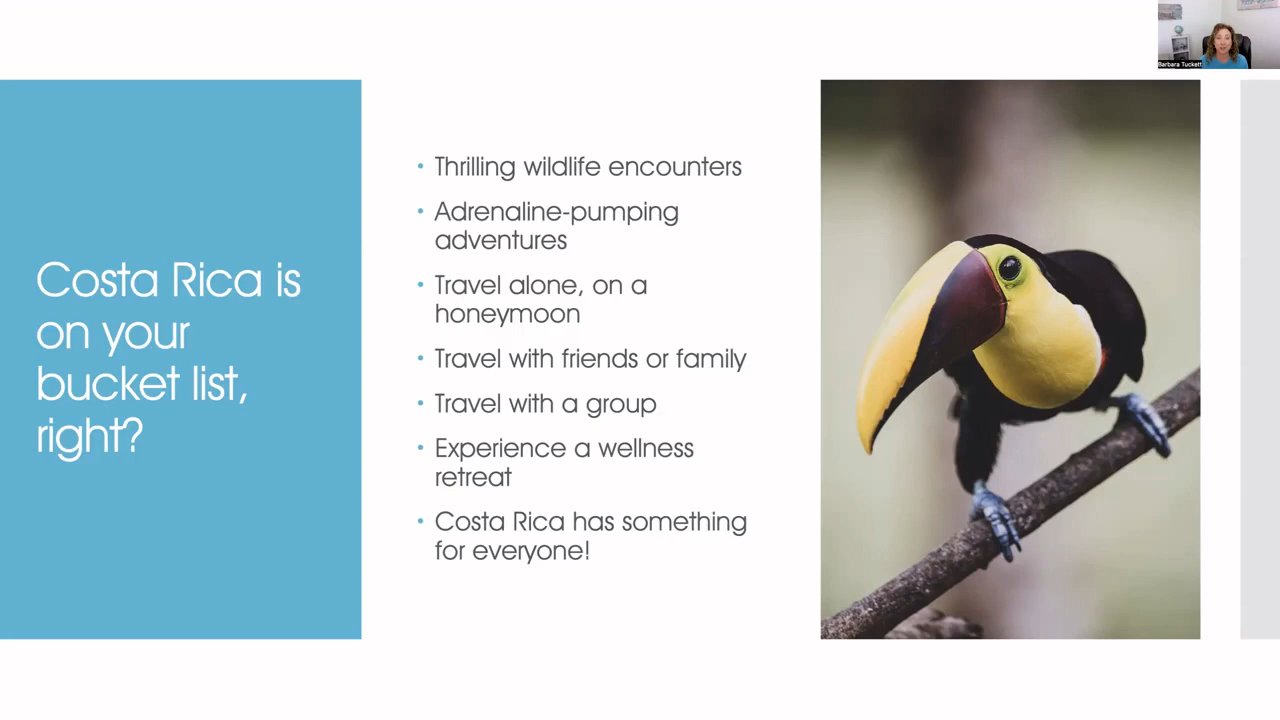 Costa Rica is
on your
bucket list,
right?
• Thrilling wildlife encounters
• Adrenaline-pumping
adventures
• Travel alone, on a
honeymoon
• Travel with friends or family
• Travel with a group
• Experience a wellness
retreat
• Costa Rica has something
for everyone!
Barbara Tuckett